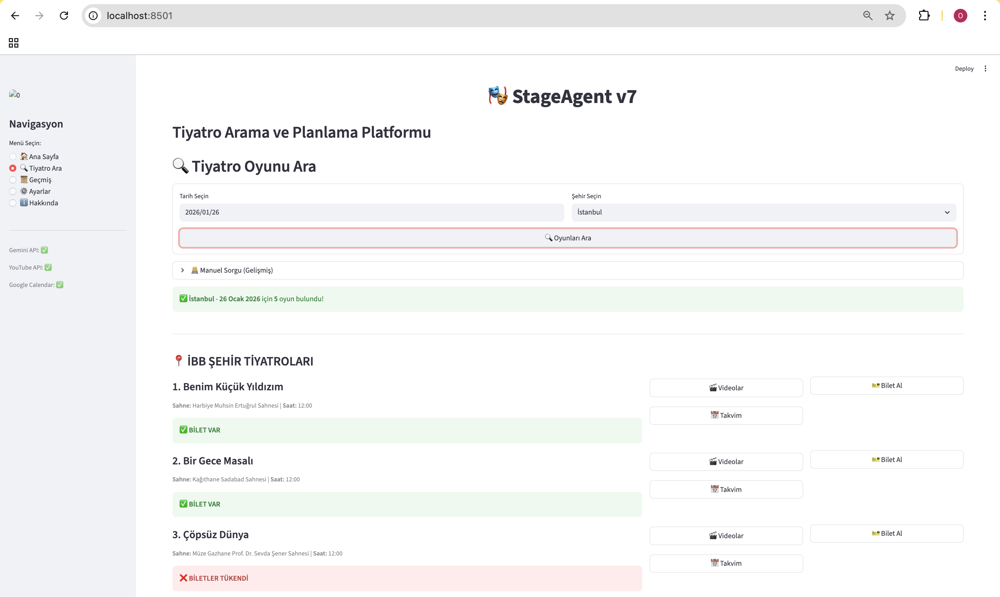 localhost:8501
O
Deploy
0
Navigasyon
Menü Seçin:
Ana Sayfa
Tiyatro Ara
Geçmiş
Ayarlar
Hakkında
Gemini API: ✅
YouTube API: ✅
Google Calendar: ✅
🎭 StageAgent v7
Tiyatro Arama ve Planlama Platformu
🔍 Tiyatro Oyunu Ara
Tarih Seçin
2026/01/26
Şehir Seçin
İstanbul
🔍 Oyunları Ara
Manuel Sorgu (Gelişmiş)
✅ İstanbul - 26 Ocak 2026 için 5 oyun bulundu!
📍 İBB ŞEHİR TİYATROLARI
1. Benim Küçük Yıldızım
Sahne: Harbiye Muhsin Ertuğrul Sahnesi | Saat: 12:00
✅ BİLET VAR
🎬 Videolar
🎫 Bilet Al
📅 Takvim
2. Bir Gece Masalı
Sahne: Kağıthane Sadabad Sahnesi | Saat: 12:00
✅ BİLET VAR
🎬 Videolar
🎫 Bilet Al
📅 Takvim
3. Çöpsüz Dünya
Sahne: Müze Gazhane Prof. Dr. Sevda Şener Sahnesi | Saat: 12:00
❌ BİLETLER TÜKENDİ
🎬 Videolar
🎫 Bilet Al
📅 Takvim